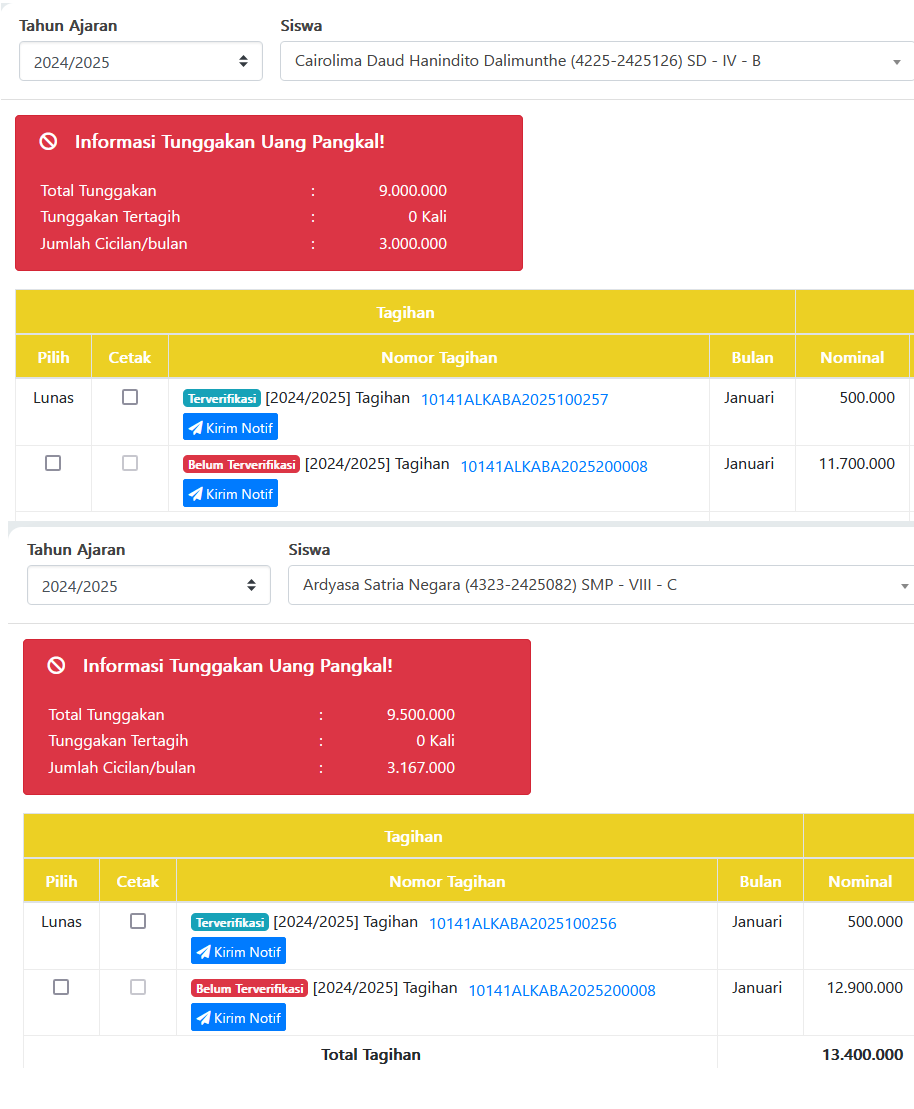 Tahun Ajaran Siswa
2024/2025 Cairolima Daud Hanindito Dalimunthe (4225-2425126) SD - IV - B
Informasi Tunggakan Uang Pangkal!
Total Tunggakan : 9.000.000
Tunggakan Tertagih : 0 Kali
Jumlah Cicilan/bulan : 3.000.000
Tagihan
Pilih Cetak Nomor Tagihan Bulan Nominal
Lunas Terverifikasi [2024/2025] Tagihan 10141ALKABA2025100257 Januari 500.000
Kirim Notif
Belum Terverifikasi [2024/2025] Tagihan 10141ALKABA2025200008 Januari 11.700.000
Kirim Notif
Tahun Ajaran Siswa
2024/2025 Ardyasa Satria Negara (4323-2425082) SMP - VIII - C
Informasi Tunggakan Uang Pangkal!
Total Tunggakan : 9.500.000
Tunggakan Tertagih : 0 Kali
Jumlah Cicilan/bulan : 3.167.000
Tagihan
Pilih Cetak Nomor Tagihan Bulan Nominal
Lunas Terverifikasi [2024/2025] Tagihan 10141ALKABA2025100256 Januari 500.000
Kirim Notif
Belum Terverifikasi [2024/2025] Tagihan 10141ALKABA2025200008 Januari 12.900.000
Kirim Notif
Total Tagihan 13.400.000